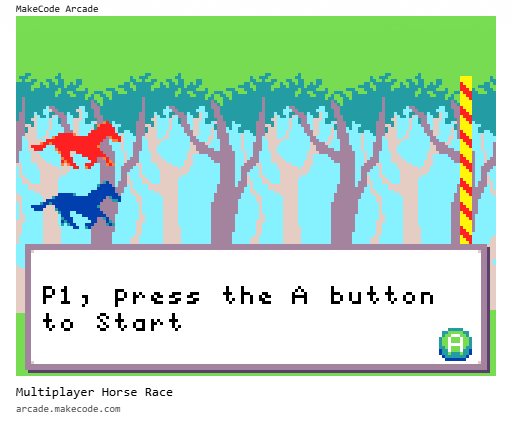 MakeCode Arcade
P1, press the A button
to Start
A
Multiplayer Horse Race
arcade.makecode.com